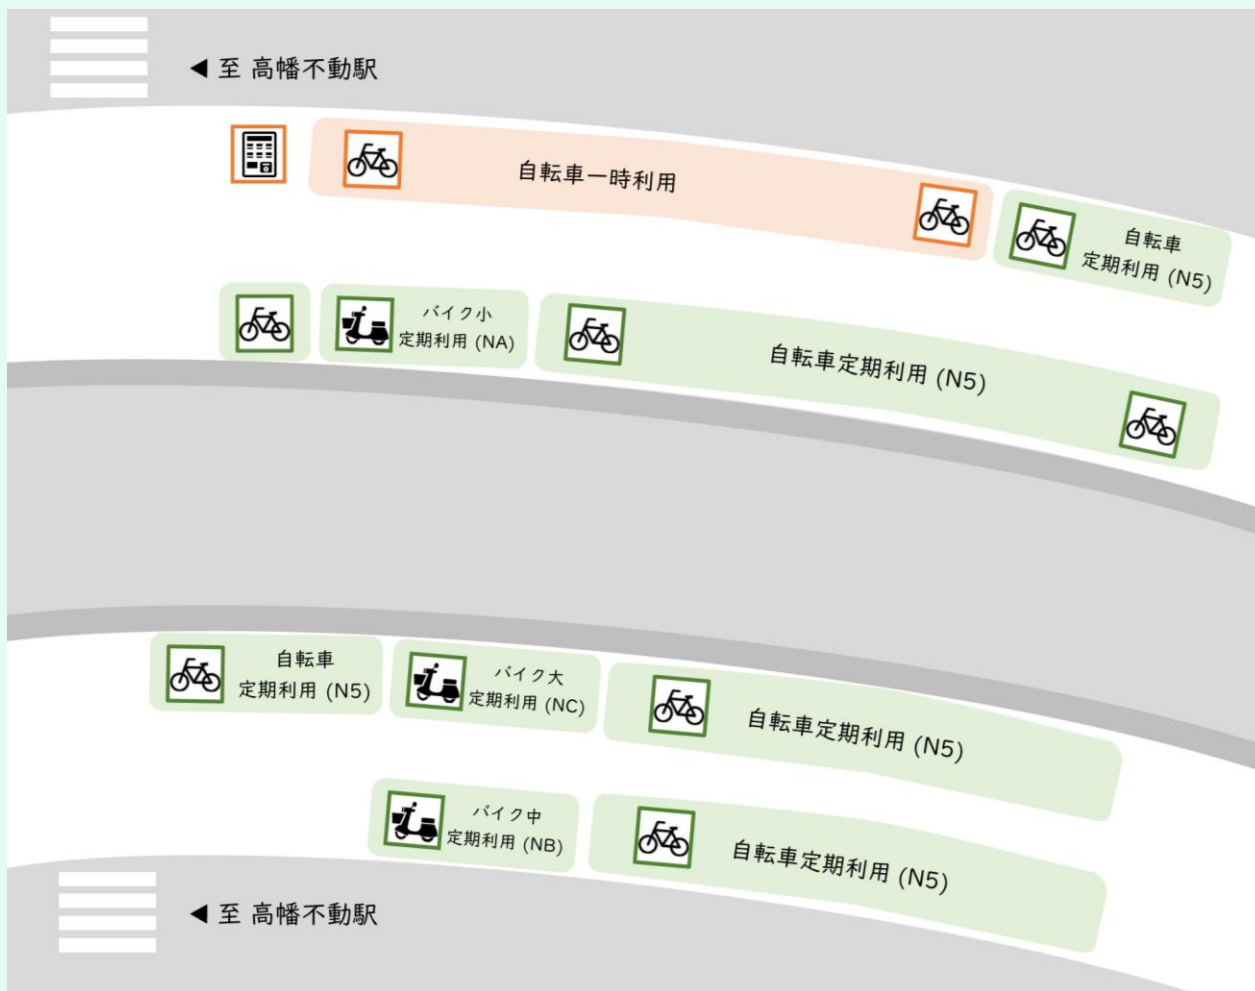 ◀ 至 高幡不動駅
自転車一時利用
自転車
定期利用 (N5)
バイク小
定期利用 (NA)
自転車定期利用 (N5)
自転車
定期利用 (N5)
バイク大
定期利用 (NC)
自転車定期利用 (N5)
バイク中
定期利用 (NB)
自転車定期利用 (N5)
◀ 至 高幡不動駅